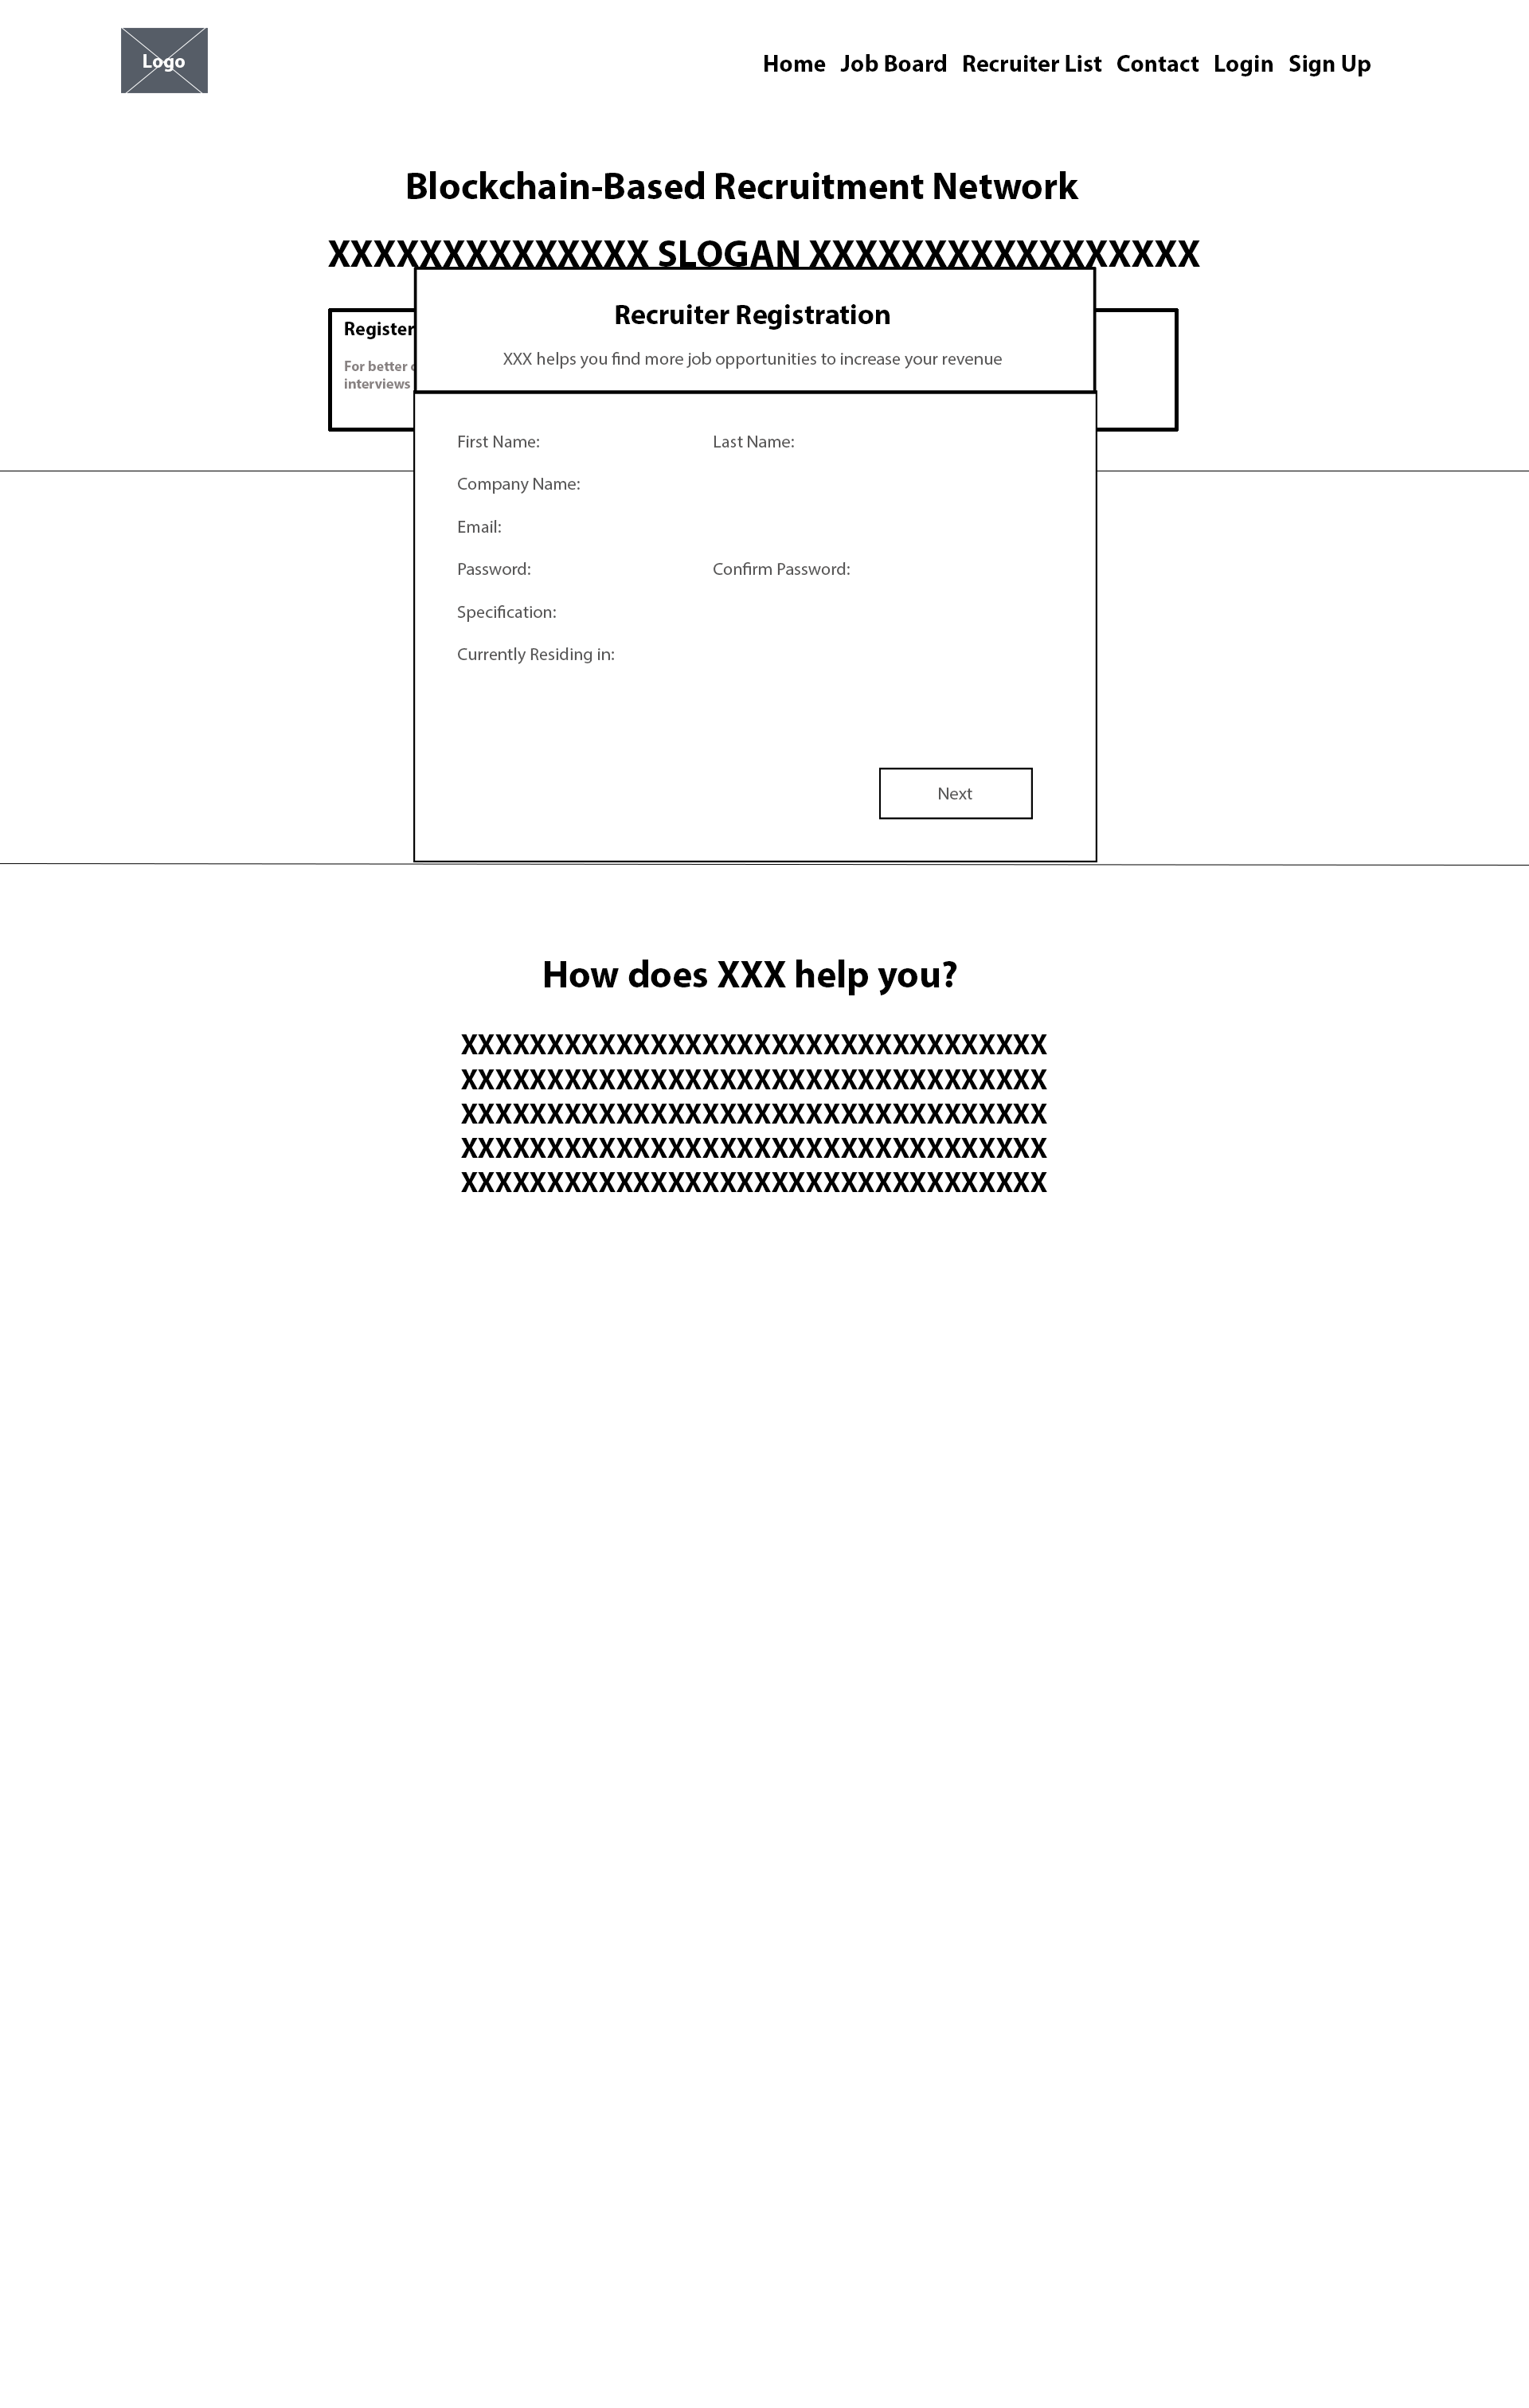 Logo
Home Job Board Recruiter List Contact Login Sign Up
Blockchain-Based Recruitment Network
XXXXXXXXXXXXXX SLOGAN XXXXXXXXXXXXXXXXX
Register
For better
interviews
Recruiter Registration
XXX helps you find more job opportunities to increase your revenue
First Name: Last Name:
Company Name:
Email:
Password: Confirm Password:
Specification:
Currently Residing in:
Next
How does XXX help you?
XXXXXXXXXXXXXXXXXXXXXXXXXXXXXXXXXX
XXXXXXXXXXXXXXXXXXXXXXXXXXXXXXXXXX
XXXXXXXXXXXXXXXXXXXXXXXXXXXXXXXXXX
XXXXXXXXXXXXXXXXXXXXXXXXXXXXXXXXXX
XXXXXXXXXXXXXXXXXXXXXXXXXXXXXXXXXX